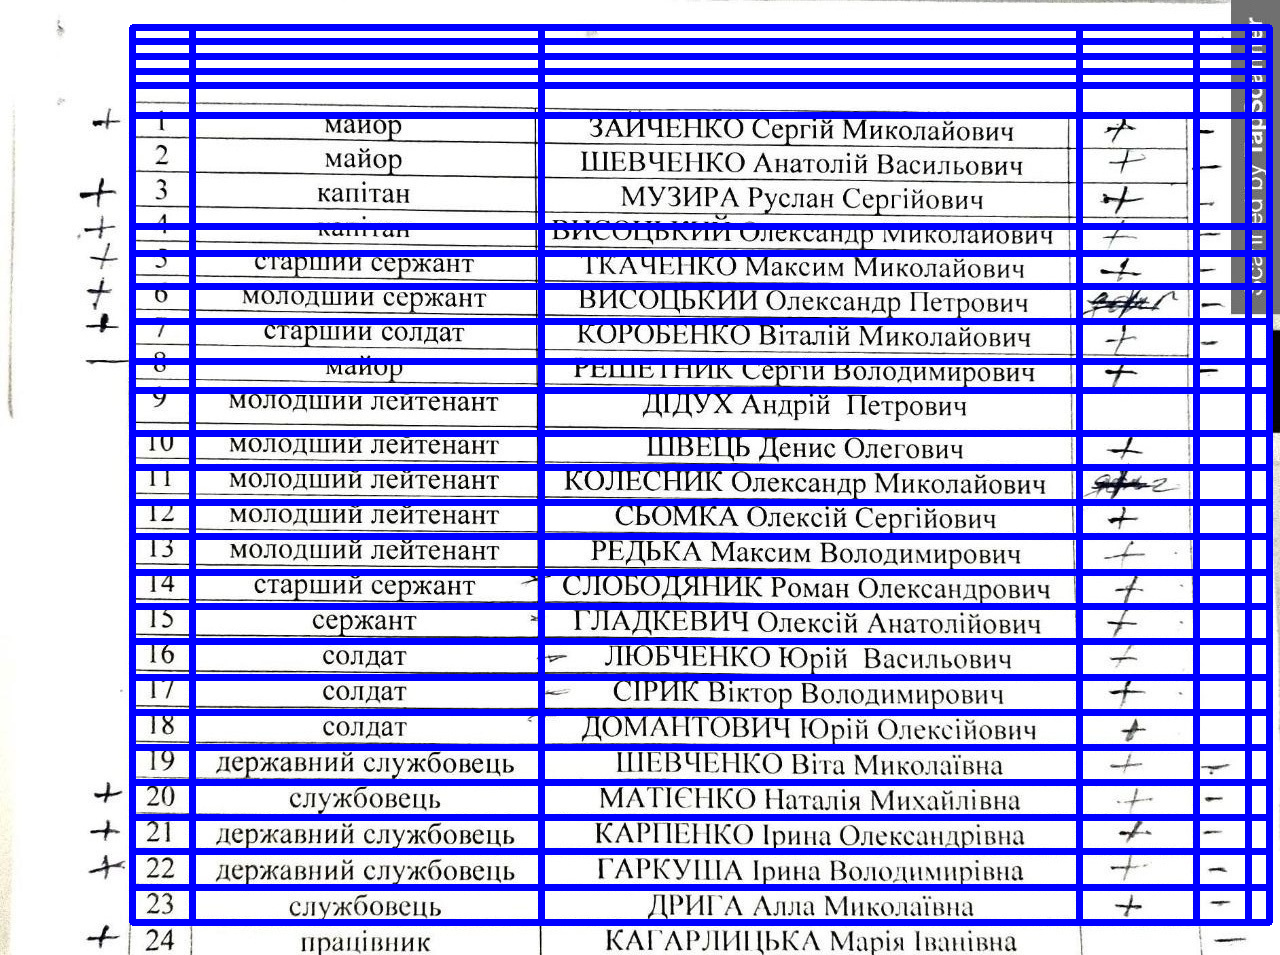 + 1 майор ЗАЙЧЕНКО Сергій Миколайович + -
2 майор ШЕВЧЕНКО Анатолій Васильович + -
+ 3 капітан МУЗИРА Руслан Сергійович + -
+ 4 капітан ВИСОЦЬКИЙ Олександр Миколайович + -
+ 5 старший сержант ТКАЧЕНКО Максим Миколайович + -
+ 6 молодший сержант ВИСОЦЬКИЙ Олександр Петрович -
+ 7 старший солдат КОРОБЕНКО Віталій Миколайович + -
— 8 майор РЕШЕТНИК Сергій Володимирович + -
9 молодший лейтенант ДІДУХ Андрій Петрович
10 молодший лейтенант ШВЕЦЬ Денис Олегович +
11 молодший лейтенант КОЛЕСНИК Олександр Миколайович
12 молодший лейтенант СЬОМКА Олексій Сергійович +
13 молодший лейтенант РЕДЬКА Максим Володимирович +
14 старший сержант СЛОБОДЯНИК Роман Олександрович +
15 сержант ГЛАДКЕВИЧ Олексій Анатолійович +
16 солдат ЛЮБЧЕНКО Юрій Васильович +
17 солдат СІРИК Віктор Володимирович +
18 солдат ДОМАНТОВИЧ Юрій Олексійович +
19 державний службовець ШЕВЧЕНКО Віта Миколаївна + -
+ 20 службовець МАТІЄНКО Наталія Михайлівна + -
+ 21 державний службовець КАРПЕНКО Ірина Олександрівна + -
+ 22 державний службовець ГАРКУША Ірина Володимирівна + -
23 службовець ДРИГА Алла Миколаївна + -
+ 24 працівник КАГАРЛИЦЬКА Марія Іванівна -
Scanned by TapScanner